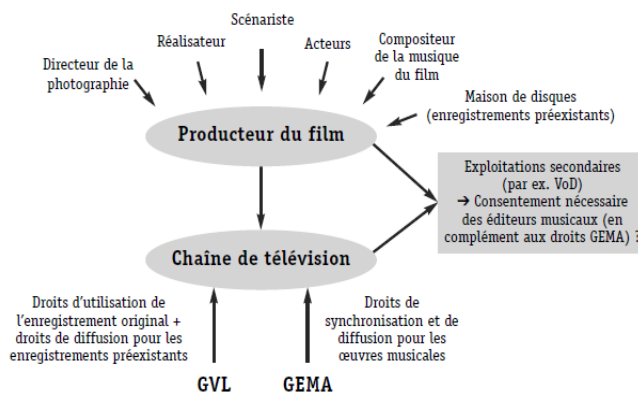 Scénariste
Réalisateur
Acteurs
Compositeur
de la musique
du film
Directeur de la
photographie
Maison de disques
(enregistrements préexistants)
Producteur du film
Exploitations secondaires
(par ex. VoD)
➔ Consentement nécessaire
des éditeurs musicaux (en
complément aux droits GEMA) ?
Chaîne de télévision
Droits d’utilisation de
l’enregistrement original +
droits de diffusion pour les
enregistrements préexistants
Droits de
synchronisation et de
diffusion pour les
œuvres musicales
GVL
GEMA